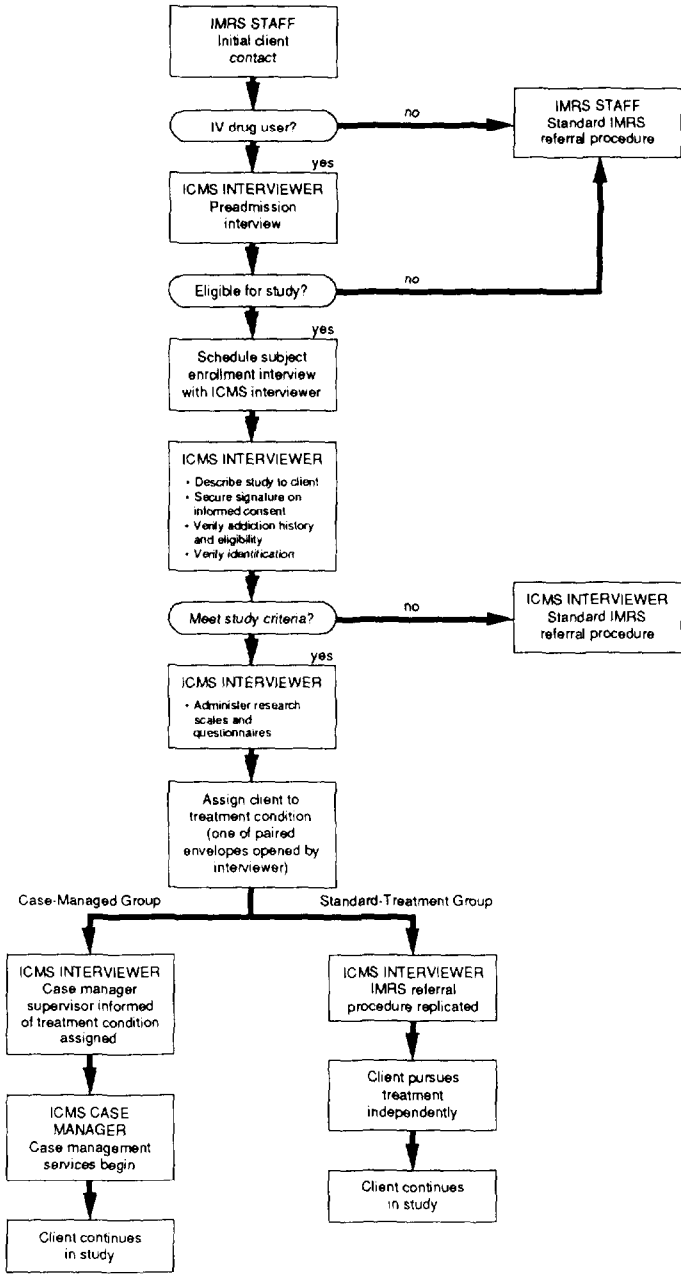 IMRS STAFF
Initial client
contact
IV drug user?
no
IMRS STAFF
Standard IMRS
referral procedure
yes
ICMS INTERVIEWER
Preadmission
interview
Eligible for study?
no
yes
Schedule subject
enrollment interview
with ICMS interviewer
ICMS INTERVIEWER
• Describe study to client
• Secure signature on
informed consent
• Verify addiction history
and eligibility
• Verify identification
Meet study criteria?
no
ICMS INTERVIEWER
Standard IMRS
referral procedure
yes
ICMS INTERVIEWER
• Administer research
scales and
questionnaires
Assign client to
treatment condition
(one of paired
envelopes opened by
interviewer)
Case-Managed Group
Standard-Treatment Group
ICMS INTERVIEWER
Case manager
supervisor informed
of treatment condition
assigned
ICMS INTERVIEWER
IMRS referral
procedure replicated
ICMS CASE
MANAGER
Case management
services begin
Client pursues
treatment
independently
Client continues
in study
Client continues
in study